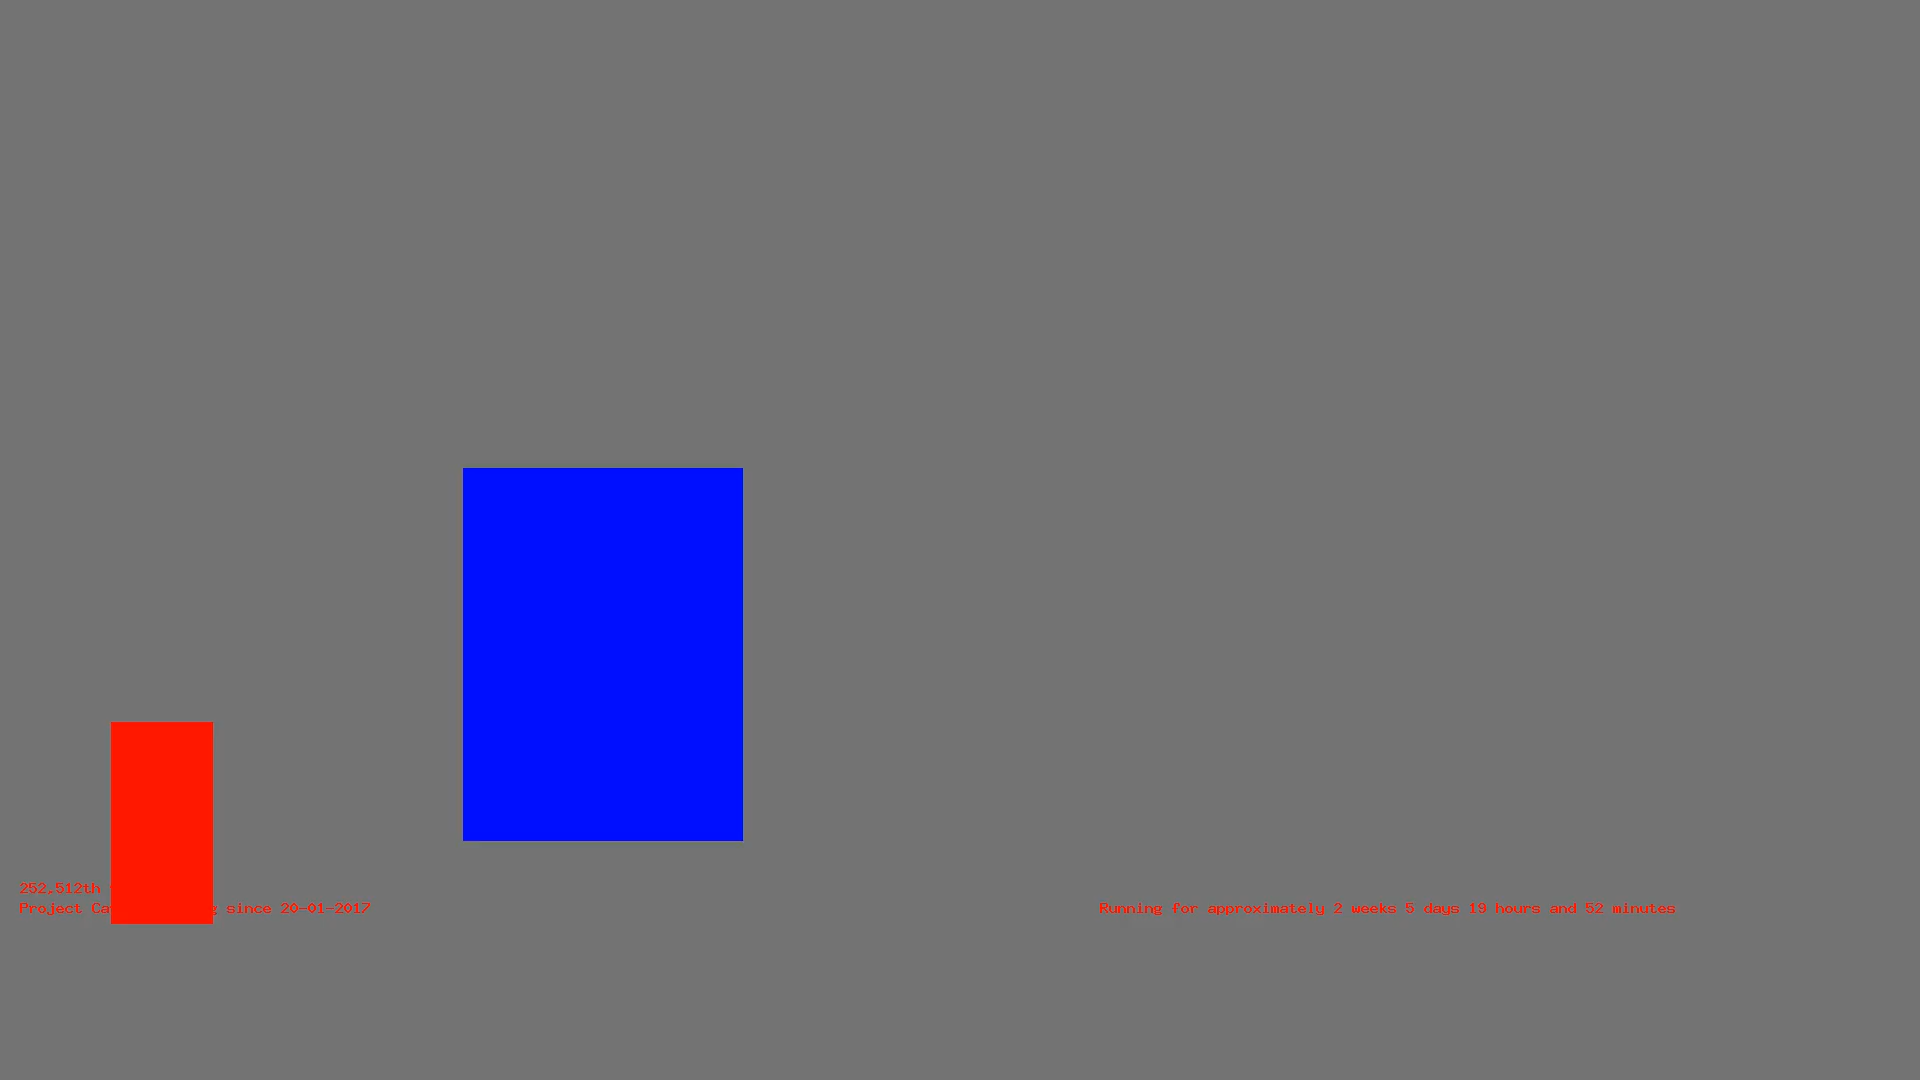 252,512th
Project since 20-01-2017
Running for approximately 2 weeks 5 days 19 hours and 52 minutes